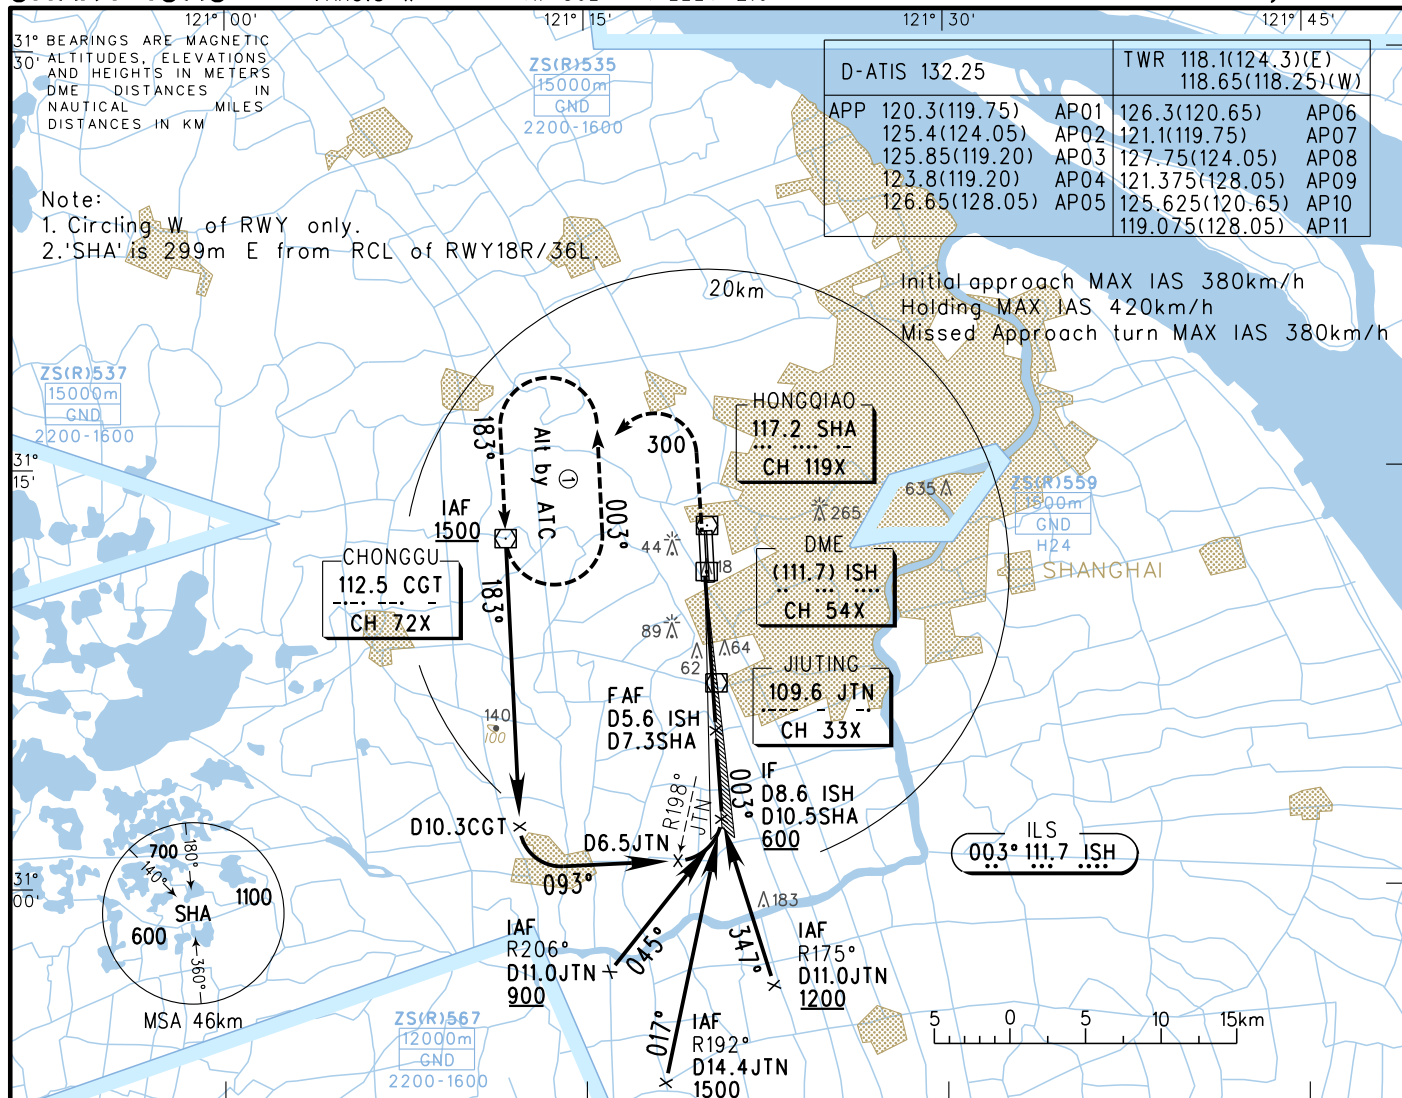 121° 00'
121° 15'
121° 30'
121° 45'
31°
30'
BEARINGS ARE MAGNETIC
ALTITUDES, ELEVATIONS
AND HEIGHTS IN METERS
DME DISTANCES IN
NAUTICAL MILES
DISTANCES IN KM
ZS(R)535
15000m
GND
2200-1600
D-ATIS 132.25
TWR 118.1(124.3)(E)
118.65(118.25)(W)
APP 120.3(119.75) AP01 126.3(120.65) AP06
125.4(124.05) AP02 121.1(119.75) AP07
125.85(119.20) AP03 127.75(124.05) AP08
123.8(119.20) AP04 121.375(128.05) AP09
126.65(128.05) AP05 125.625(120.65) AP10
119.075(128.05) AP11
Note:
1. Circling W of RWY only.
2.'SHA' is 299m E from RCL of RWY18R/36L.
Initial approach MAX IAS 380km/h
Holding MAX IAS 420km/h
Missed Approach turn MAX IAS 380km/h
20km
ZS(R)537
15000m
GND
2200-1600
31°
15'
183°
Alt by ATC
①
003°
300
HONGQIAO
117.2 SHA
CH 119X
635
265
ZS(R)559
1500m
GND
H24
IAF
1500
CHONGGU
112.5 CGT
CH 72X
183°
44
18
DME
(111.7) ISH
CH 54X
SHANGHAI
89
64
62
JIUTING
109.6 JTN
CH 33X
FAF
D5.6 ISH
D7.3SHA
140
100
R198°
JTN
003°
IF
D8.6 ISH
D10.5SHA
600
D10.3CGT
D6.5JTN
093°
ILS
003° 111.7 ISH
700
180°
140°
SHA
1100
600
360°
MSA 46km
31°
00'
183
IAF
R206°
D11.0JTN
900
045°
347°
IAF
R175°
D11.0JTN
1200
017°
IAF
R192°
D14.4JTN
1500
ZS(R)567
12000m
GND
2200-1600
5 0 5 10 15km